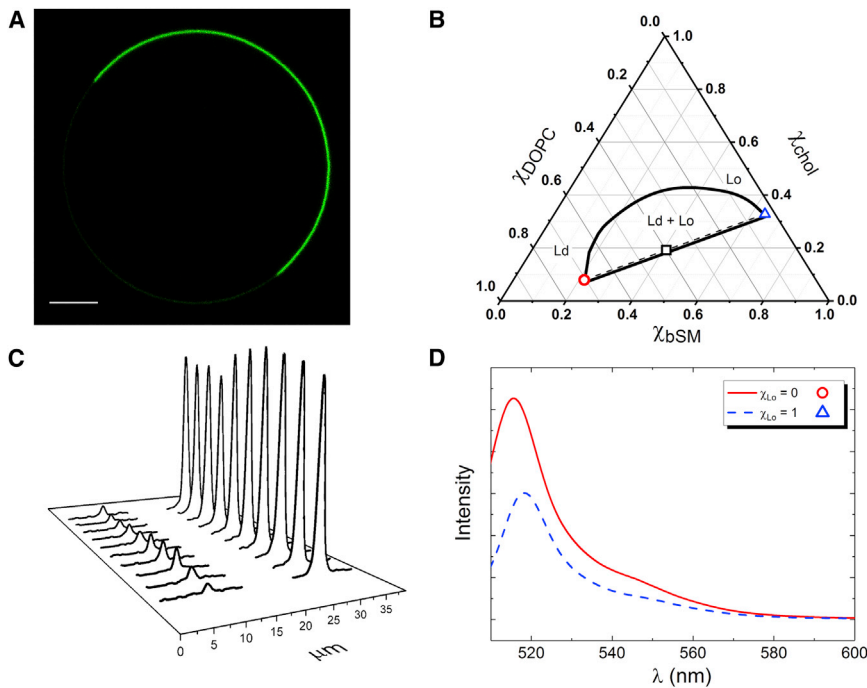 A
B
0.0
1.0
0.2
0.8
0.4
0.6
χDOPC
χchol
0.6
0.4
Lo
0.8
Ld + Lo
Ld
0.2
1.0
0.0
0.0
0.2
0.4
0.6
0.8
1.0
χbSM
C
0
5
10
15
20
25
30
35
μm
D
χLo = 0
χLo = 1
Intensity
520
540
560
580
600
λ (nm)